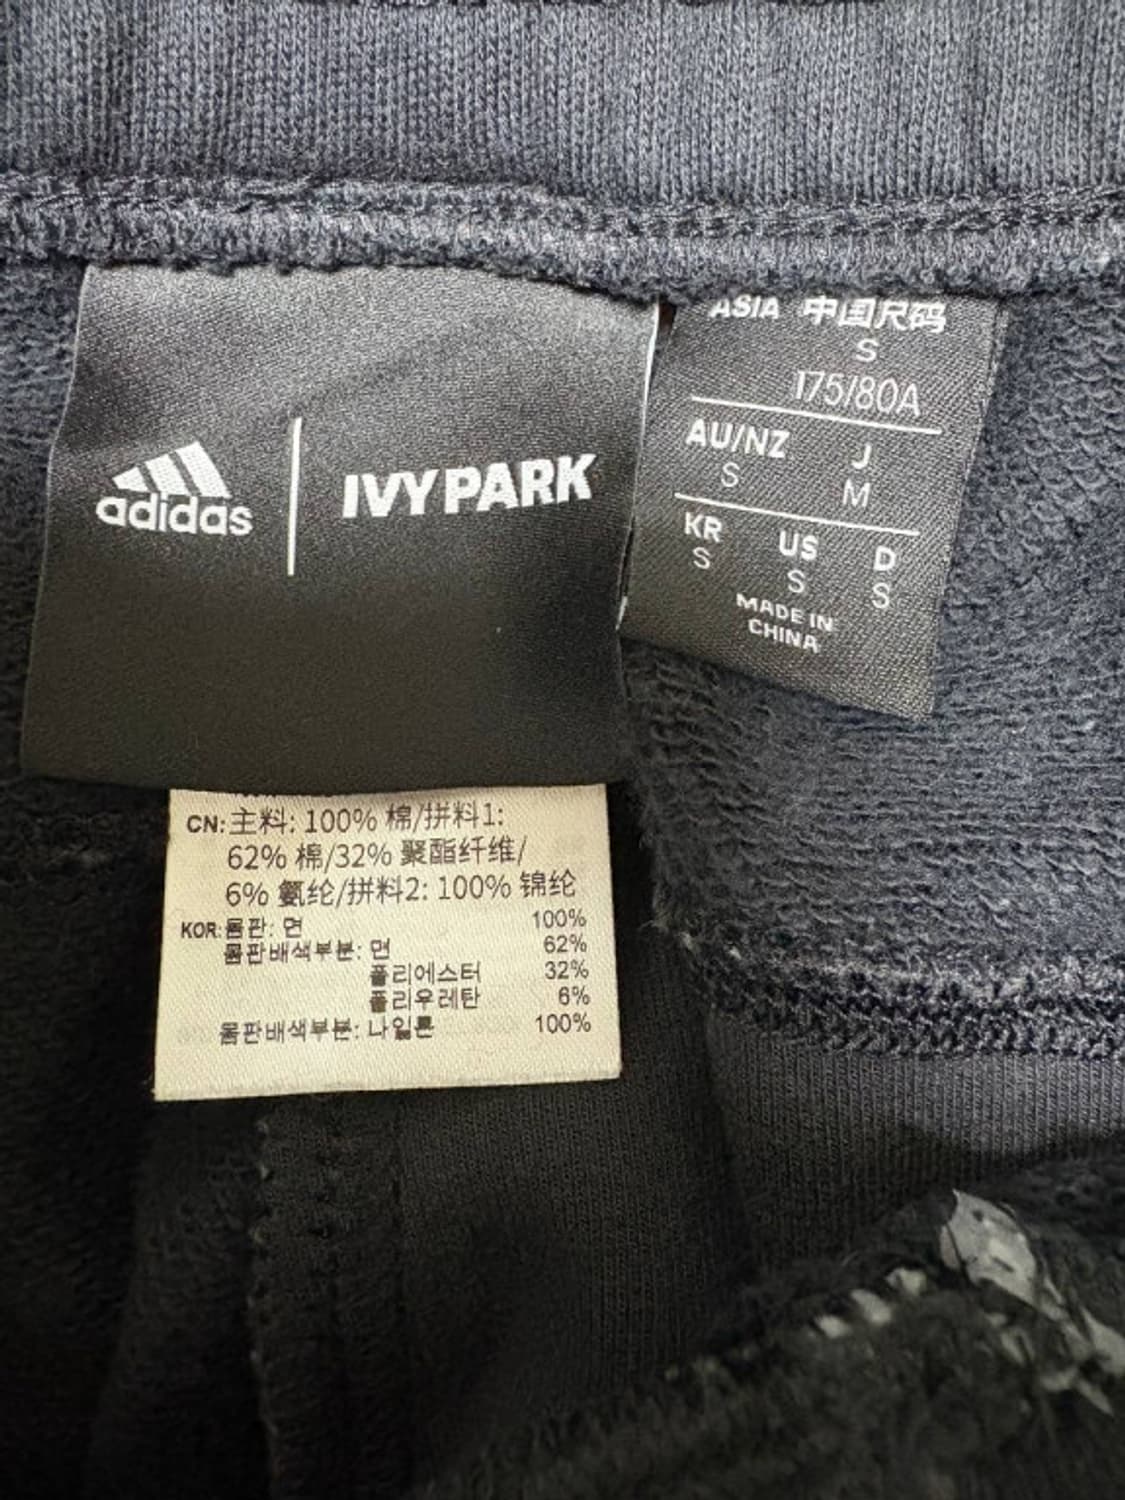 adidas
IVY PARK
ASIA 中国尺码
S
175/80A
AU/NZ J
S M
KR US D
S S S
MADE IN
CHINA
CN: 主料: 100% 棉/拼料1:
62% 棉/32% 聚酯纤维/
6% 氨纶/拼料2: 100% 锦纶
KOR: 몸판: 면 100%
몸판배색부분: 면 62%
폴리에스터 32%
폴리우레탄 6%
몸판배색부분: 나일론 100%